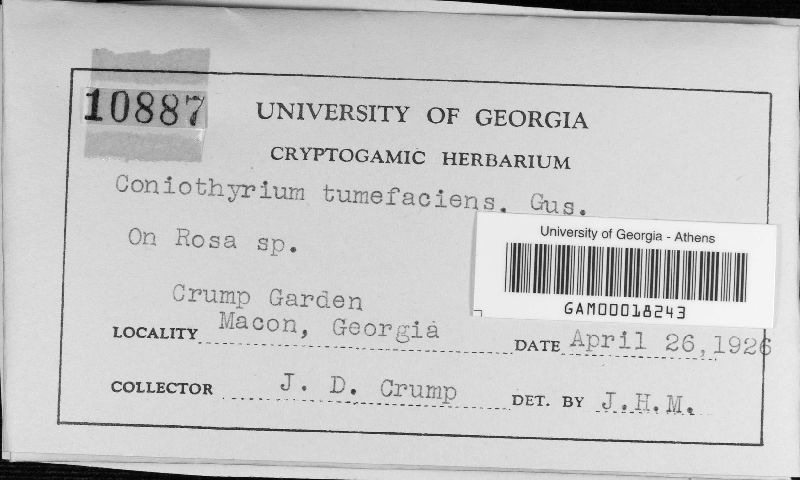 10887
UNIVERSITY OF GEORGIA
CRYPTOGAMIC HERBARIUM
Coniothyrium tumefaciens. Gus.
On Rosa sp.
University of Georgia - Athens
GAM00018243
Crump Garden
LOCALITY Macon, Georgia
DATE April 26, 1926
COLLECTOR J. D. Crump
DET. BY J.H.M.